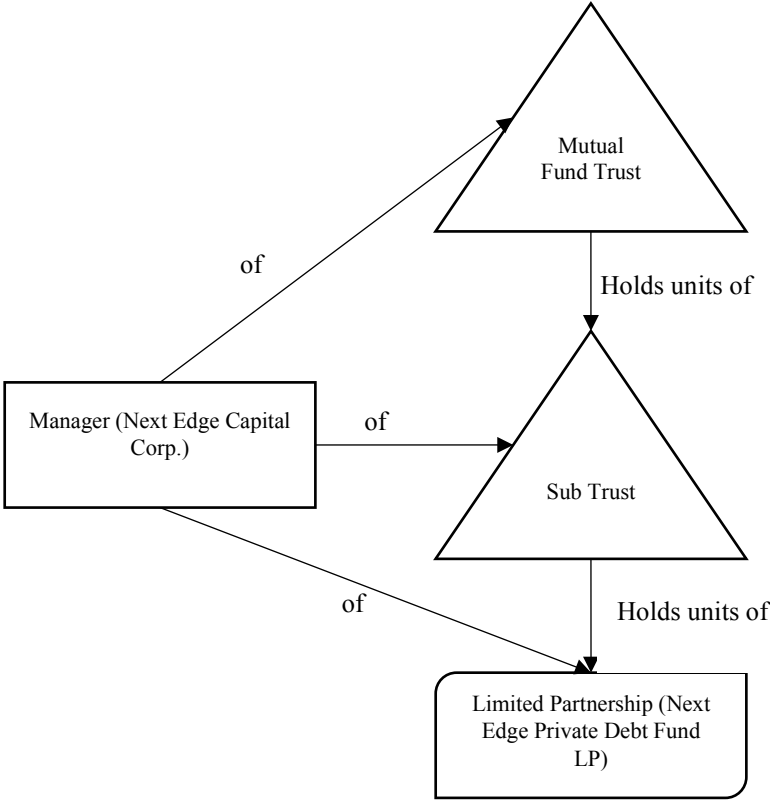 Mutual
Fund Trust
of
Holds units of
Manager (Next Edge Capital
Corp.)
of
Sub Trust
of
Holds units of
Limited Partnership (Next
Edge Private Debt Fund
LP)